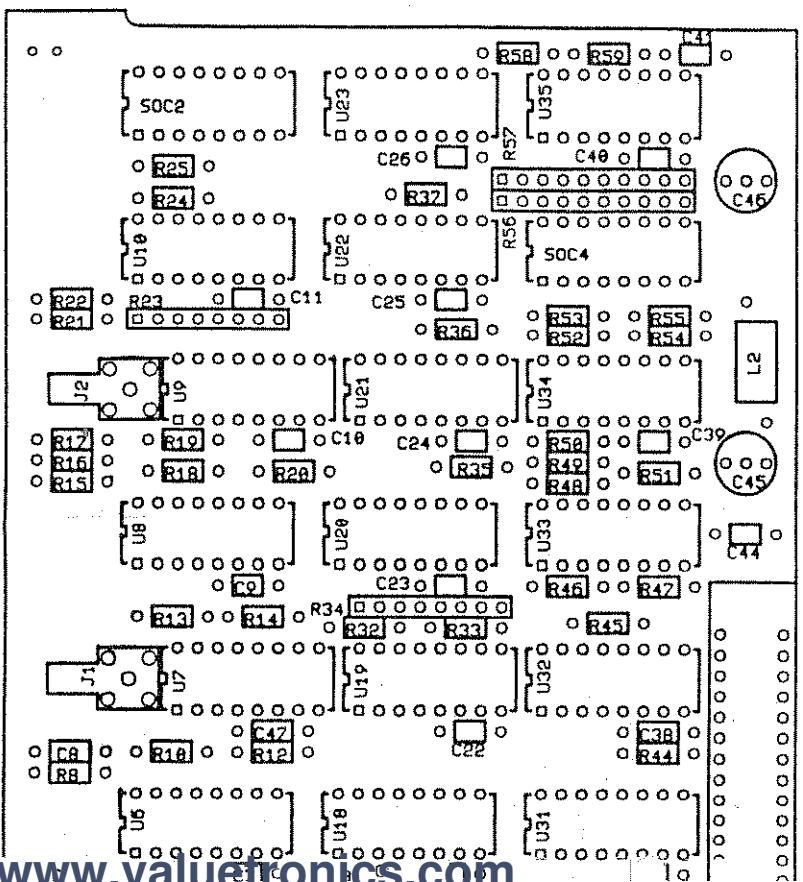 C41
R58 R59
SOC2 U23 U35
R57
C26 C40
R25
R24 R37 C46
R56
U10 U22 SOC4
R22 R23 C11 C25
R21 R36 R53 R55
R52 R54
J2 U9 U21 U34 L2
R17 R19 C10 C24 R50 C39
R16 R18 R20 R35 R49 R51 C45
R15 R48
U8 U20 U33 C44
C9 C23 R46 R47
R13 R14 R34
R32 R33 R45
J1 U7 U19 U32
C47 C22 C38
C8 R10 R12 R44
R8
U6 U18 U31
www.valuetronics.com